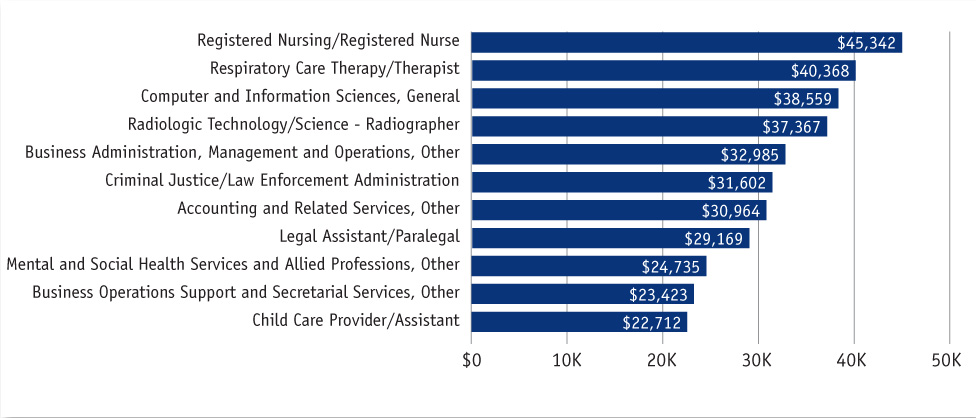 Registered Nursing/Registered Nurse $45,342
Respiratory Care Therapy/Therapist $40,368
Computer and Information Sciences, General $38,559
Radiologic Technology/Science - Radiographer $37,367
Business Administration, Management and Operations, Other $32,985
Criminal Justice/Law Enforcement Administration $31,602
Accounting and Related Services, Other $30,964
Legal Assistant/Paralegal $29,169
Mental and Social Health Services and Allied Professions, Other $24,735
Business Operations Support and Secretarial Services, Other $23,423
Child Care Provider/Assistant $22,712
$0 10K 20K 30K 40K 50K